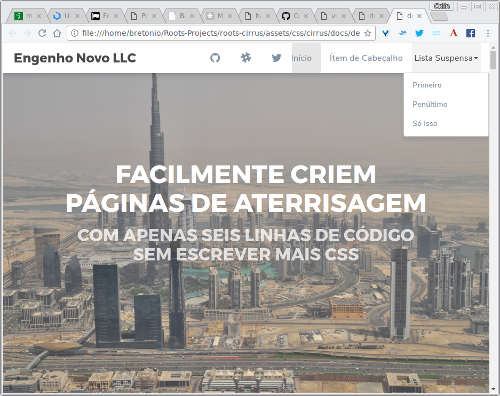 Collis
file:///home/bretonio/Roots-Projects/roots-cirrus/assets/css/cirrus/docs/de
Engenho Novo LLC
Início
Ítem de Cabeçalho
Lista Suspensa
Primeiro
Penúltimo
Só Isso
FACILMENTE CRIEM
PÁGINAS DE ATERRISAGEM
COM APENAS SEIS LINHAS DE CÓDIGO
SEM ESCREVER MAIS CSS